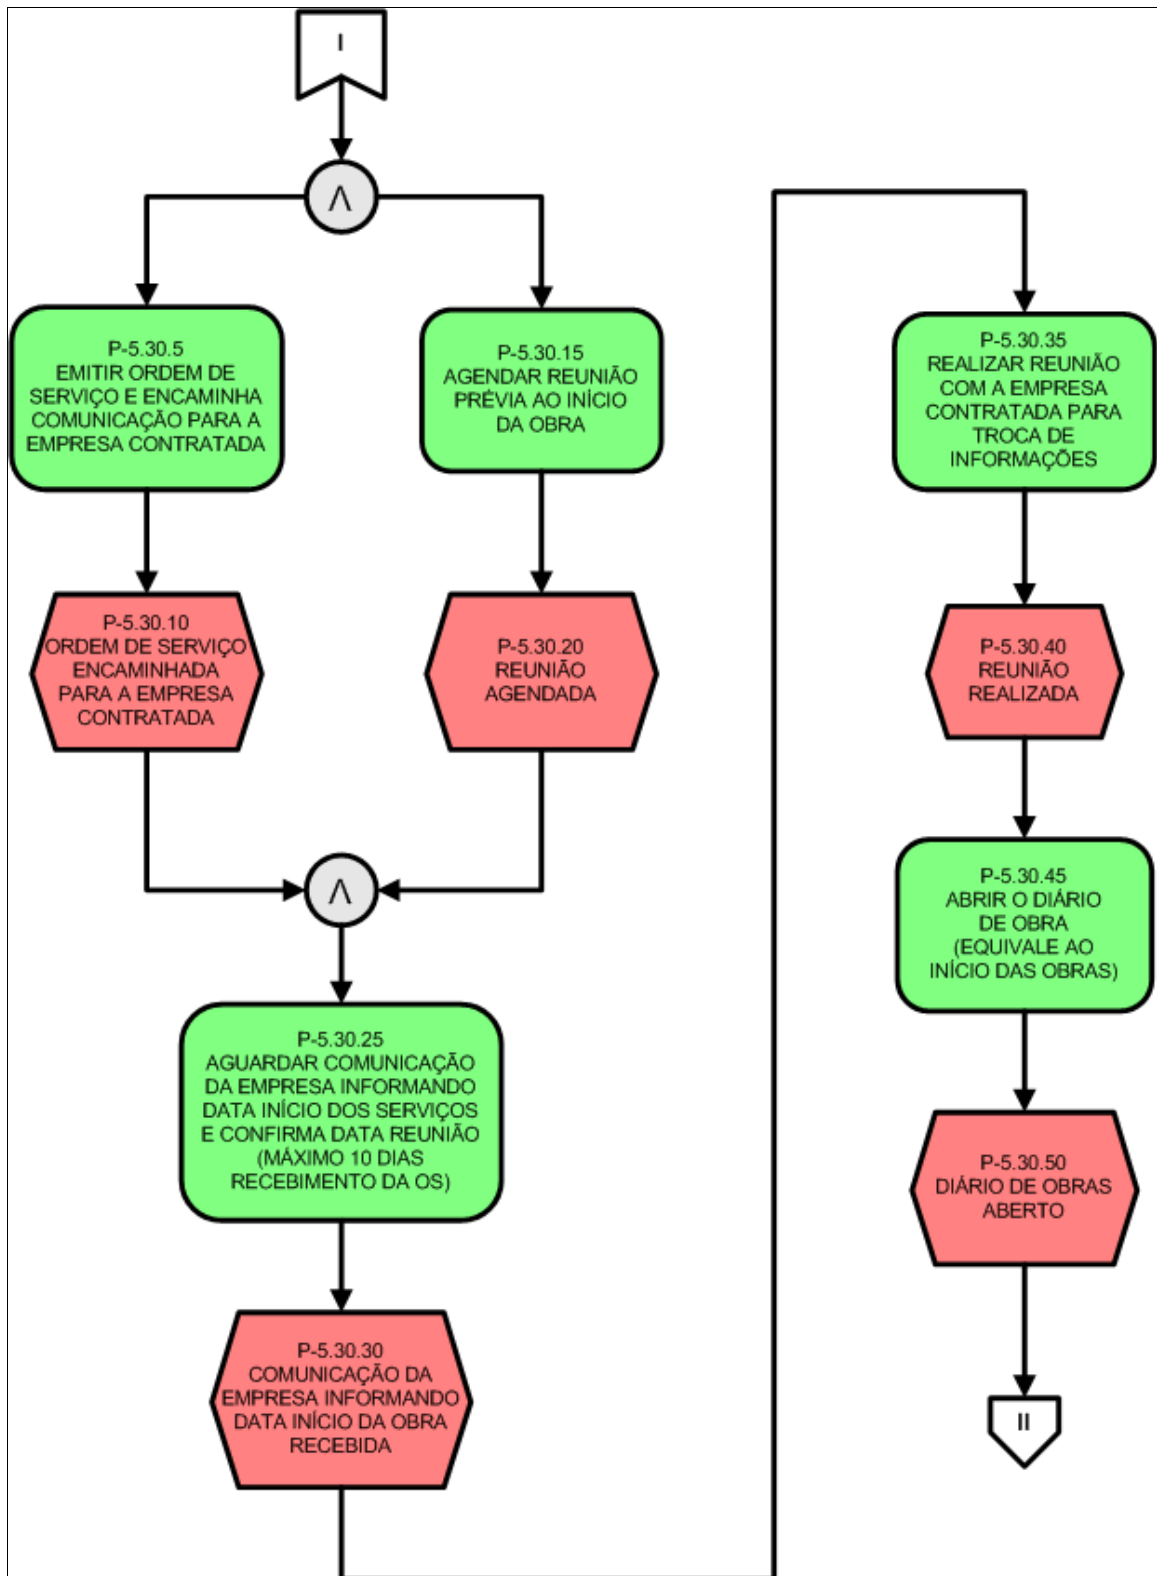 I
Λ
P-5.30.5
EMITIR ORDEM DE
SERVIÇO E ENCAMINHA
COMUNICAÇÃO PARA A
EMPRESA CONTRATADA
P-5.30.15
AGENDAR REUNIÃO
PRÉVIA AO INÍCIO
DA OBRA
P-5.30.10
ORDEM DE SERVIÇO
ENCAMINHADA
PARA A EMPRESA
CONTRATADA
P-5.30.20
REUNIÃO
AGENDADA
Λ
P-5.30.25
AGUARDAR COMUNICAÇÃO
DA EMPRESA INFORMANDO
DATA INÍCIO DOS SERVIÇOS
E CONFIRMA DATA REUNIÃO
(MÁXIMO 10 DIAS
RECEBIMENTO DA OS)
P-5.30.30
COMUNICAÇÃO DA
EMPRESA INFORMANDO
DATA INÍCIO DA OBRA
RECEBIDA
P-5.30.35
REALIZAR REUNIÃO
COM A EMPRESA
CONTRATADA PARA
TROCA DE
INFORMAÇÕES
P-5.30.40
REUNIÃO
REALIZADA
P-5.30.45
ABRIR O DIÁRIO
DE OBRA
(EQUIVALE AO
INÍCIO DAS OBRAS)
P-5.30.50
DIÁRIO DE OBRAS
ABERTO
II